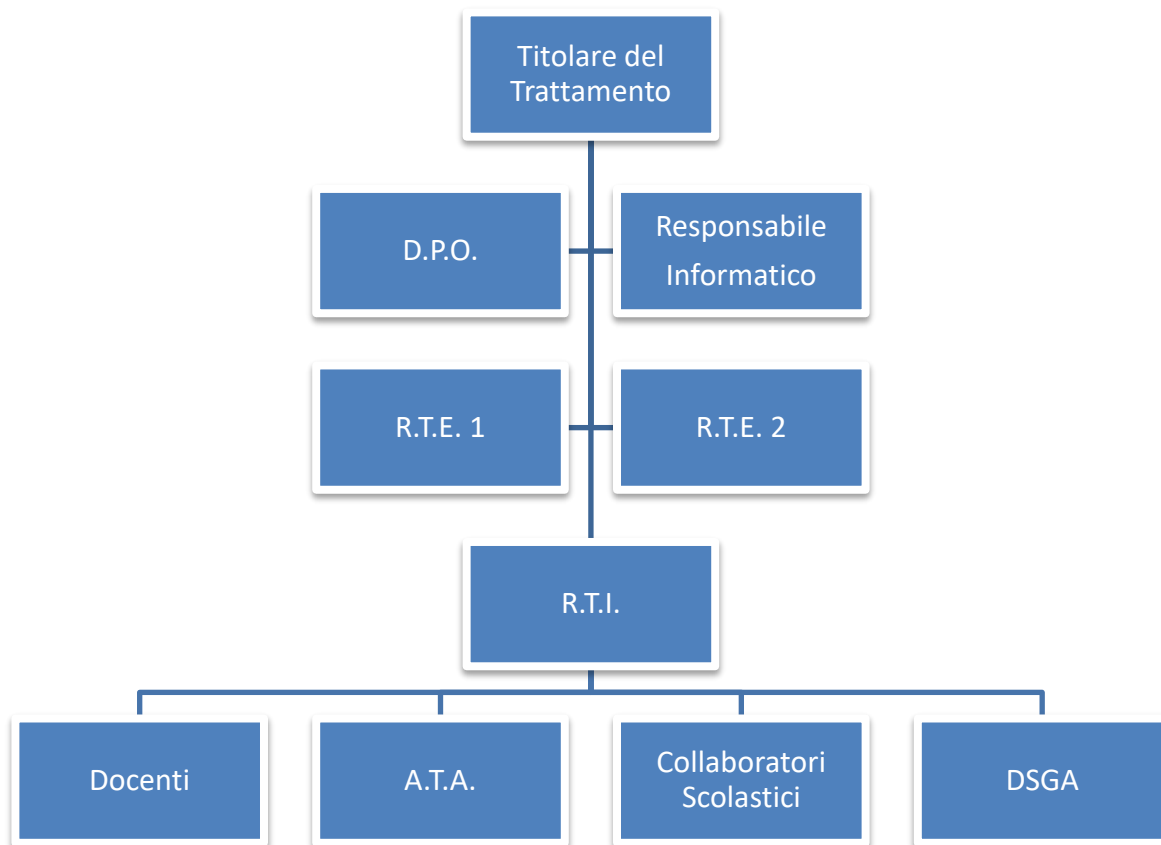 Titolare del
Trattamento
D.P.O.
Responsabile
Informatico
R.T.E. 1
R.T.E. 2
R.T.I.
Docenti
A.T.A.
Collaboratori
Scolastici
DSGA